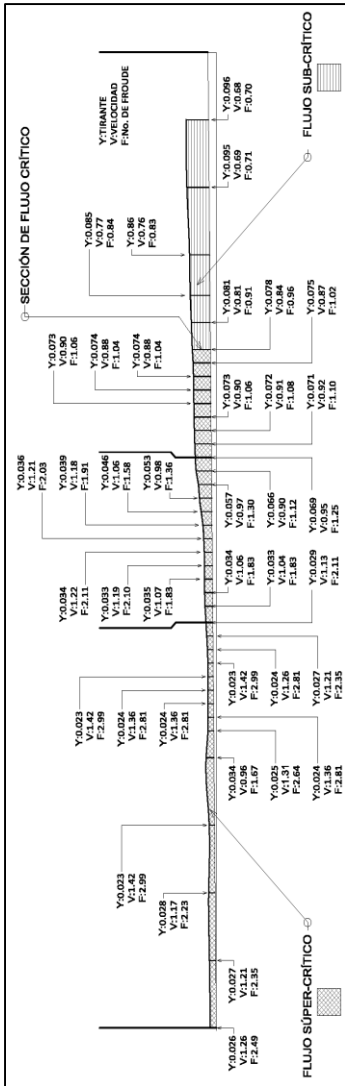 SECCIÓN DE FLUJO CRÍTICO
Y:TIRANTE
V:VELOCIDAD
F:No. DE FROUDE
Y:0.023
V:1.42
F:2.99
Y:0.028
V:1.17
F:2.23
Y:0.023
V:1.42
F:2.99
Y:0.024
V:1.36
F:2.81
Y:0.024
V:1.36
F:2.81
Y:0.034
V:1.22
F:2.11
Y:0.033
V:1.19
F:2.10
Y:0.035
V:1.07
F:1.83
Y:0.036
V:1.21
F:2.03
Y:0.039
V:1.18
F:1.91
Y:0.046
V:1.06
F:1.58
Y:0.053
V:0.98
F:1.36
Y:0.073
V:0.90
F:1.06
Y:0.074
V:0.88
F:1.04
Y:0.074
V:0.88
F:1.04
Y:0.085
V:0.77
F:0.84
Y:0.86
V:0.76
F:0.83
Y:0.026
V:1.26
F:2.49
Y:0.027
V:1.21
F:2.35
Y:0.034
V:0.96
F:1.67
Y:0.025
V:1.31
F:2.64
Y:0.024
V:1.36
F:2.81
Y:0.023
V:1.42
F:2.99
Y:0.024
V:1.26
F:2.81
Y:0.027
V:1.21
F:2.35
Y:0.034
V:1.06
F:1.83
Y:0.033
V:1.04
F:1.83
Y:0.029
V:1.13
F:2.11
Y:0.057
V:0.97
F:1.30
Y:0.066
V:0.90
F:1.12
Y:0.069
V:0.95
F:1.25
Y:0.073
V:0.90
F:1.06
Y:0.072
V:0.91
F:1.08
Y:0.071
V:0.92
F:1.10
Y:0.081
V:0.81
F:0.91
Y:0.078
V:0.84
F:0.96
Y:0.075
V:0.87
F:1.02
Y:0.095
V:0.69
F:0.71
Y:0.096
V:0.68
F:0.70
FLUJO SÚPER-CRÍTICO
FLUJO SUB-CRÍTICO